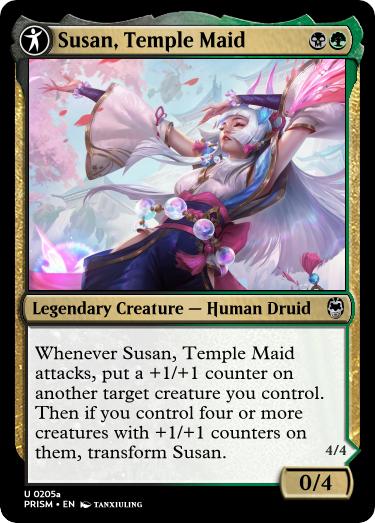 Susan, Temple Maid
Legendary Creature — Human Druid
Whenever Susan, Temple Maid
attacks, put a +1/+1 counter on
another target creature you control.
Then if you control four or more
creatures with +1/+1 counters on
them, transform Susan.
4/4
0/4
U 0205a
PRISM • EN TANXIULING